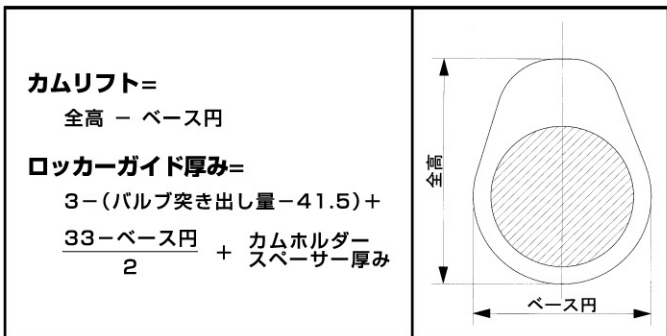 カムリフト=
全高 － ベース円
ロッカーガイド厚み=
3－(バルブ突き出し量－41.5)＋
33－ベース円
2
＋ カムホルダー
スペーサー厚み
全高
ベース円